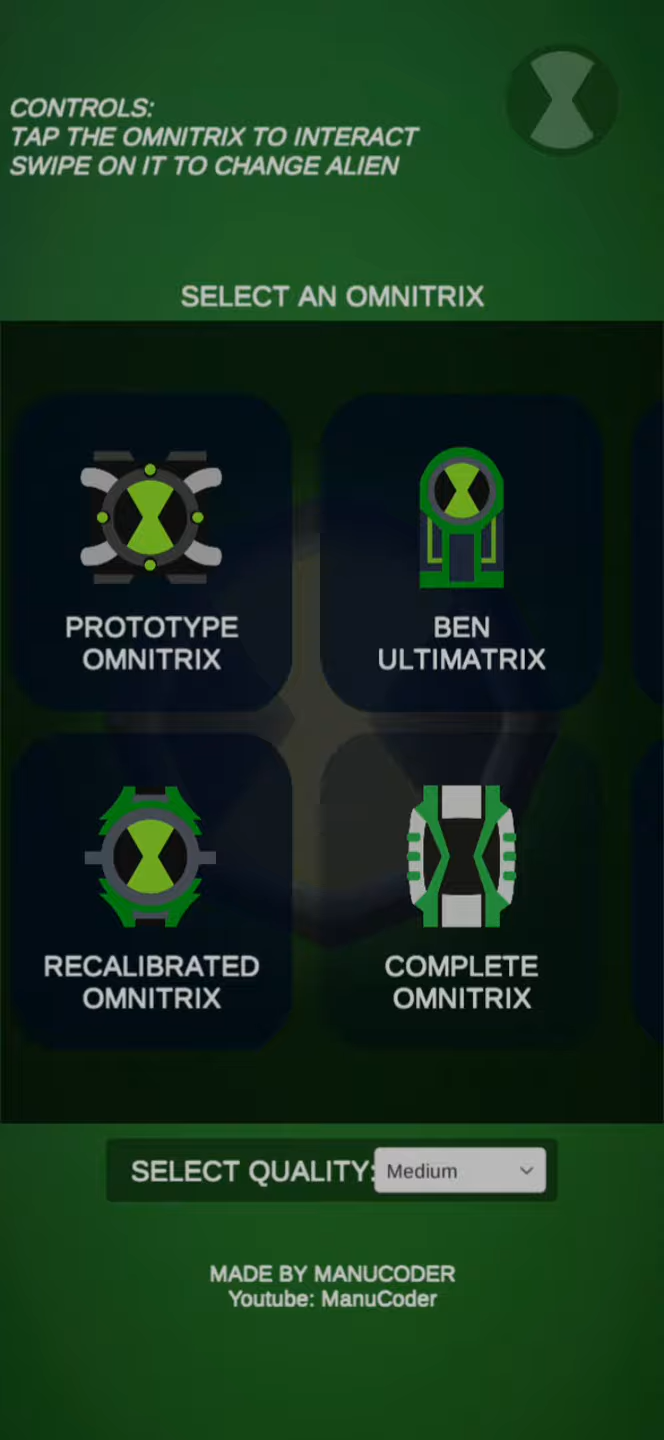 CONTROLS:
TAP THE OMNITRIX TO INTERACT
SWIPE ON IT TO CHANGE ALIEN
SELECT AN OMNITRIX
PROTOTYPE
OMNITRIX
BEN
ULTIMATRIX
RECALIBRATED
OMNITRIX
COMPLETE
OMNITRIX
SELECT QUALITY: Medium
MADE BY MANUCODER
Youtube: ManuCoder